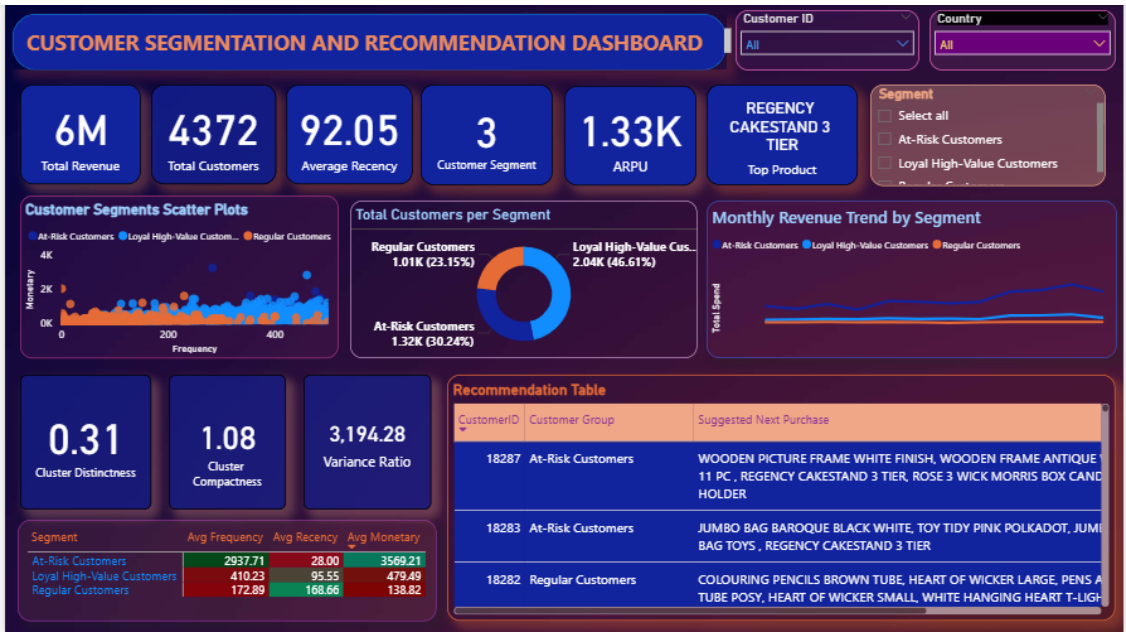 CUSTOMER SEGMENTATION AND RECOMMENDATION DASHBOARD
Customer ID
All
Country
All
6M
Total Revenue
4372
Total Customers
92.05
Average Recency
3
Customer Segment
1.33K
ARPU
REGENCY
CAKESTAND 3
TIER
Top Product
Segment
Select all
At-Risk Customers
Loyal High-Value Customers
Customer Segments Scatter Plots
At-Risk Customers Loyal High-Value Custom... Regular Customers
4K
2K
0K
Monetary
0 200 400
Frequency
Total Customers per Segment
Regular Customers
1.01K (23.15%)
Loyal High-Value Cus...
2.04K (46.61%)
At-Risk Customers
1.32K (30.24%)
Monthly Revenue Trend by Segment
At-Risk Customers Loyal High-Value Customers Regular Customers
Total Spend
0.31
Cluster Distinctness
1.08
Cluster
Compactness
3,194.28
Variance Ratio
Segment Avg Frequency Avg Recency Avg Monetary
At-Risk Customers 2937.71 28.00 3569.21
Loyal High-Value Customers 410.23 95.55 479.49
Regular Customers 172.89 168.66 138.82
Recommendation Table
CustomerID Customer Group Suggested Next Purchase
18287 At-Risk Customers WOODEN PICTURE FRAME WHITE FINISH, WOODEN FRAME ANTIQUE
11 PC , REGENCY CAKESTAND 3 TIER, ROSE 3 WICK MORRIS BOX CAND
HOLDER
18283 At-Risk Customers JUMBO BAG BAROQUE BLACK WHITE, TOY TIDY PINK POLKADOT, JUM
BAG TOYS , REGENCY CAKESTAND 3 TIER
18282 Regular Customers COLOURING PENCILS BROWN TUBE, HEART OF WICKER LARGE, PENS A
TUBE POSY, HEART OF WICKER SMALL, WHITE HANGING HEART T-LIGH